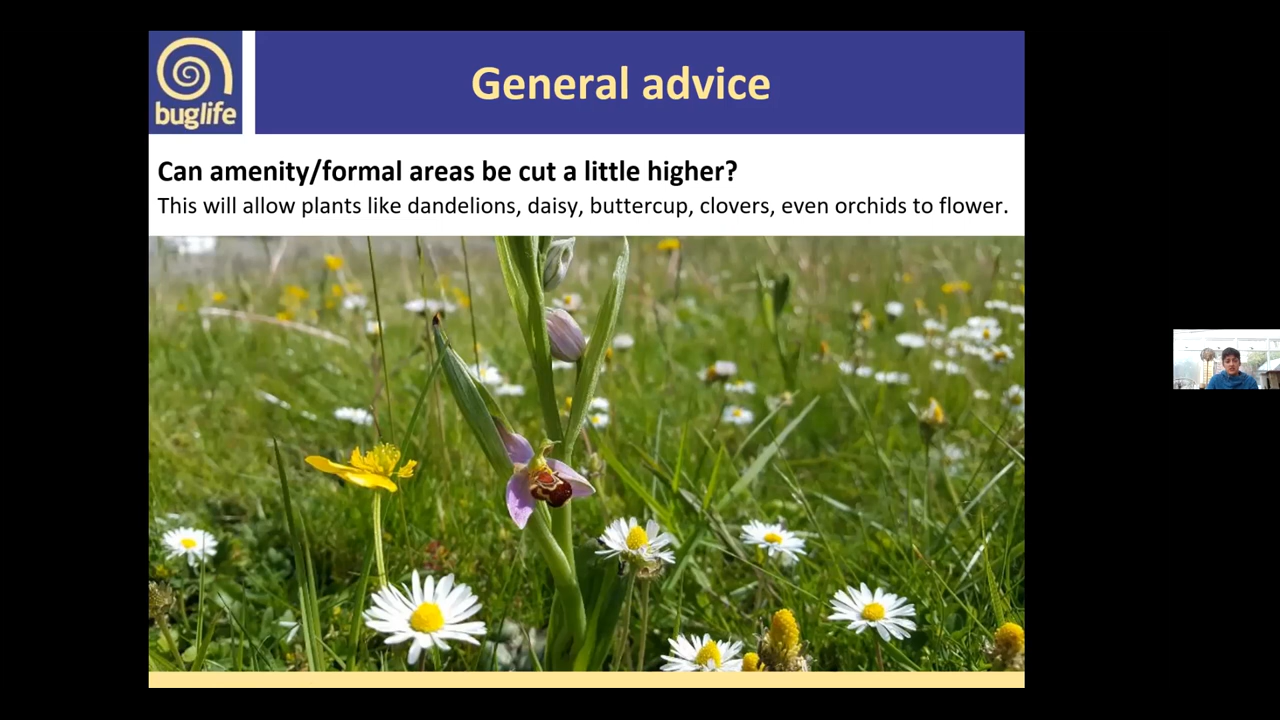 buglife
General advice
Can amenity/formal areas be cut a little higher?
This will allow plants like dandelions, daisy, buttercup, clovers, even orchids to flower.